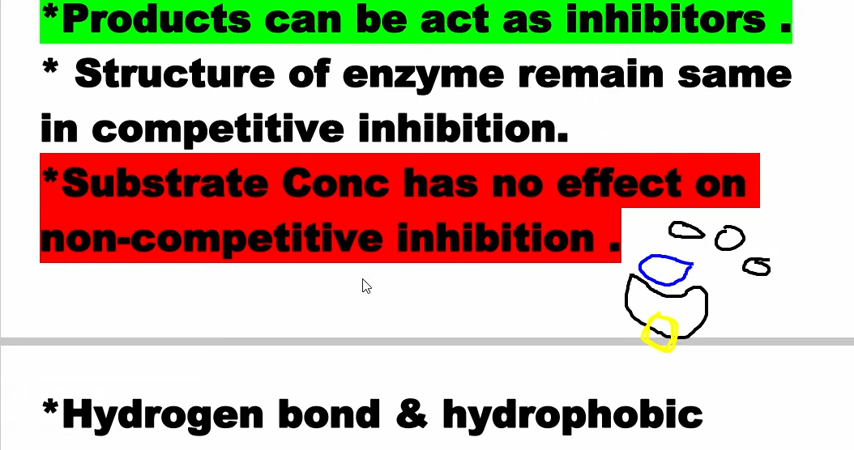 *Products can be act as inhibitors .
* Structure of enzyme remain same
in competitive inhibition.
*Substrate Conc has no effect on
non-competitive inhibition .
*Hydrogen bond & hydrophobic